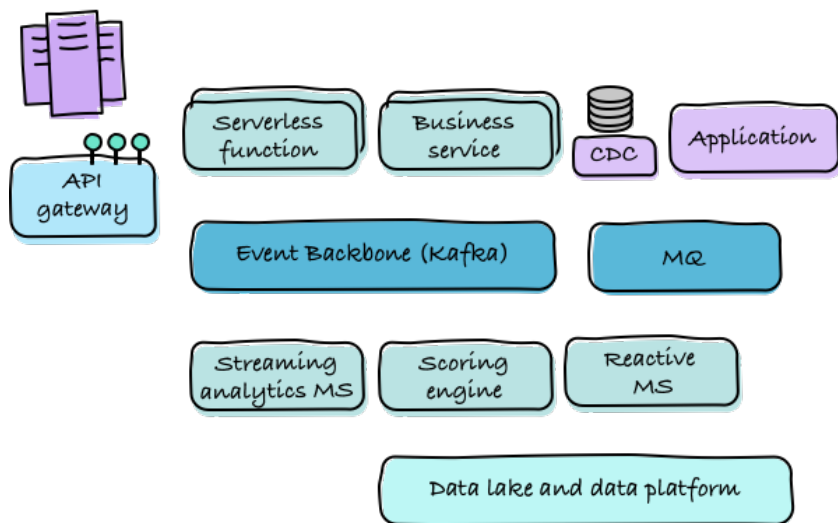 Serverless
function
Business
service
CDC
Application
API
gateway
Event Backbone (Kafka)
MQ
Streaming
analytics MS
Scoring
engine
Reactive
MS
Data lake and data platform